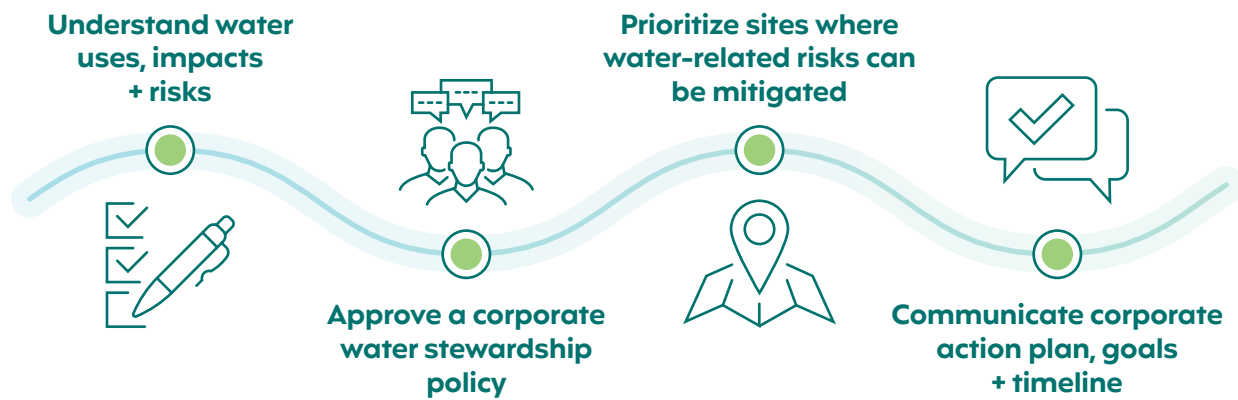 Understand water
uses, impacts
+ risks
Approve a corporate
water stewardship
policy
Prioritize sites where
water-related risks can
be mitigated
Communicate corporate
action plan, goals
+ timeline